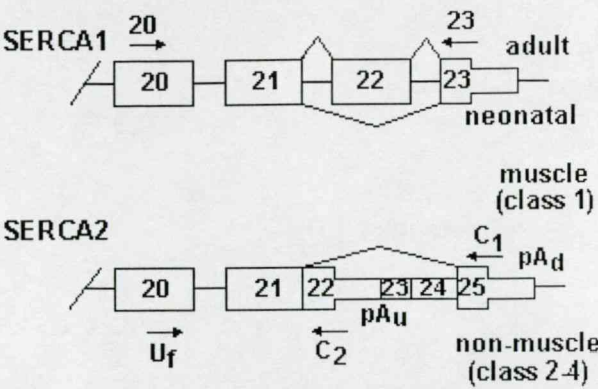 20 23
SERCA1 adult
20 21 22 23
neonatal
muscle
(class 1)
SERCA2
C1 pAd
20 21 22 23 24 25
pAu
Uf C2 non-muscle
(class 2-4)